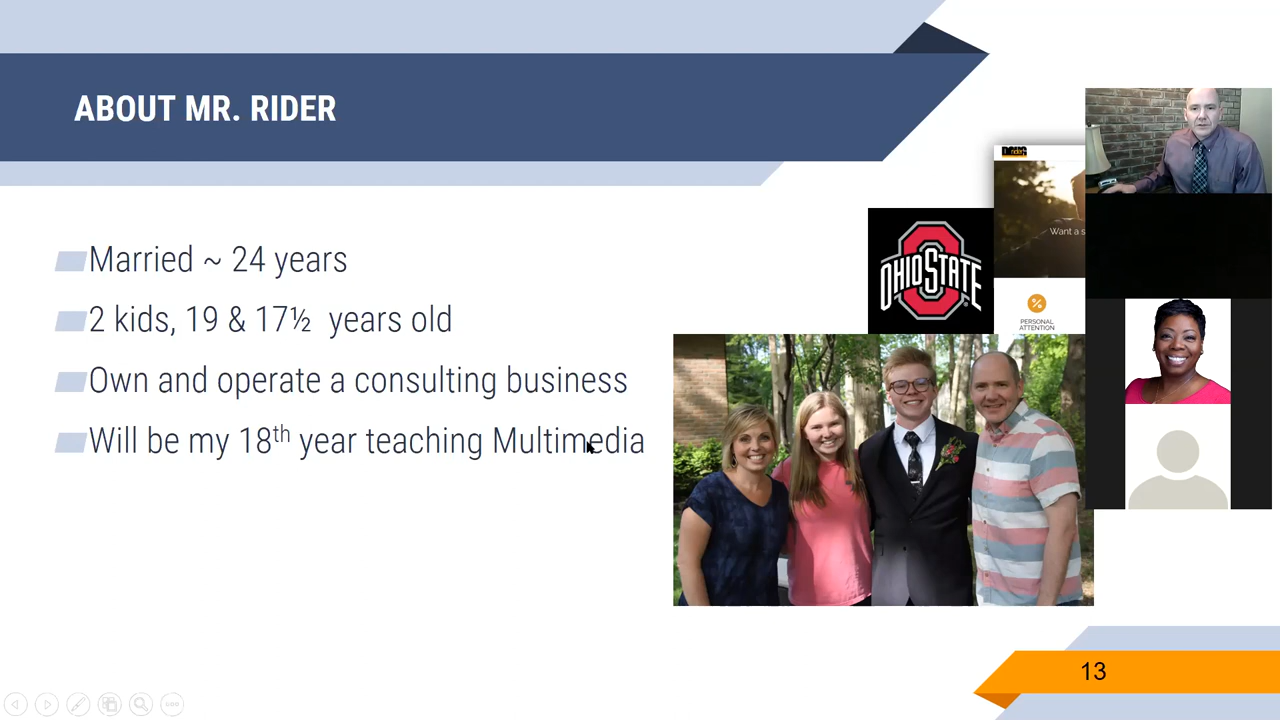 ABOUT MR. RIDER
Married ~ 24 years
2 kids, 19 & 17½ years old
Own and operate a consulting business
Will be my 18th year teaching Multimedia
OHIO STATE
Want a s
PERSONAL
ATTENTION
13